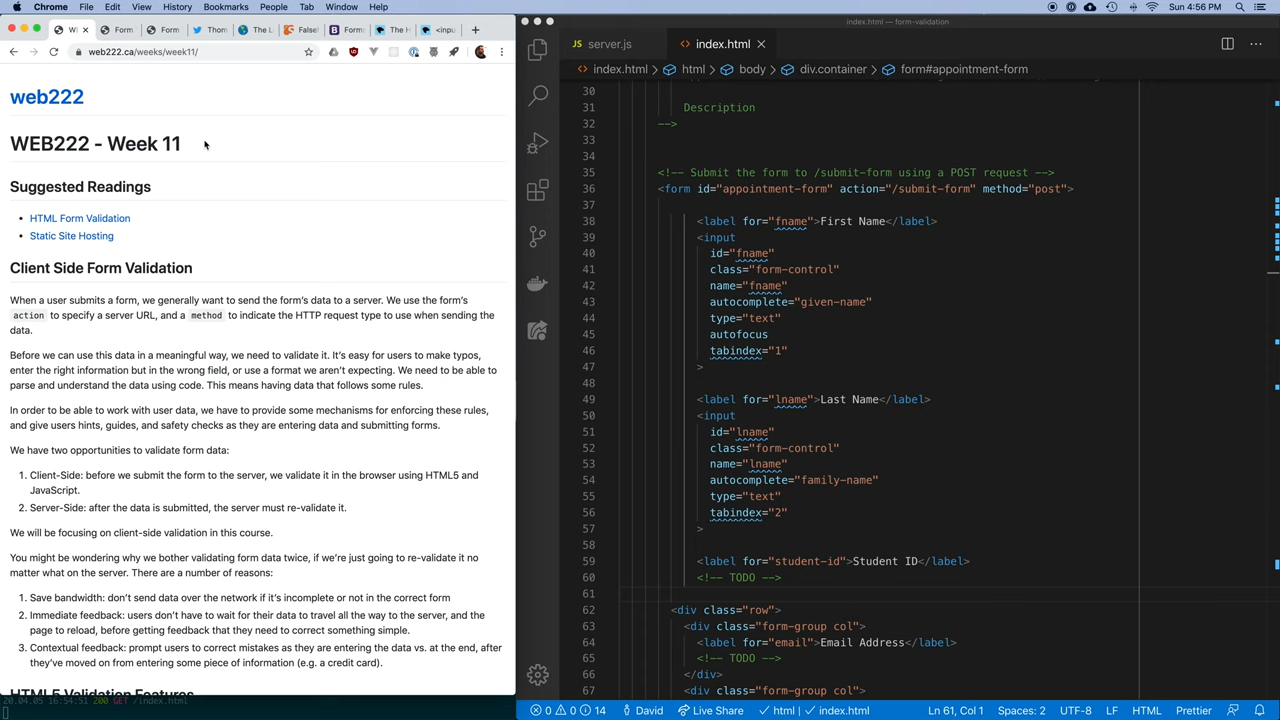 Chrome File Edit View History Bookmarks People Tab Window Help
Sun 4:56 PM
W Form Form Thom The L False Form The H <inpu
web222.ca/weeks/week11/
web222
WEB222 - Week 11
Suggested Readings
HTML Form Validation
Static Site Hosting
Client Side Form Validation
When a user submits a form, we generally want to send the form's data to a server. We use the form's
action to specify a server URL, and a method to indicate the HTTP request type to use when sending the
data.
Before we can use this data in a meaningful way, we need to validate it. It's easy for users to make typos,
enter the right information but in the wrong field, or use a format we aren't expecting. We need to be able to
parse and understand the data using code. This means having data that follows some rules.
In order to be able to work with user data, we have to provide some mechanisms for enforcing these rules,
and give users hints, guides, and safety checks as they are entering data and submitting forms.
We have two opportunities to validate form data:
1. Client-Side: before we submit the form to the server, we validate it in the browser using HTML5 and
JavaScript.
2. Server-Side: after the data is submitted, the server must re-validate it.
We will be focusing on client-side validation in this course.
You might be wondering why we bother validating form data twice, if we're just going to re-validate it no
matter what on the server. There are a number of reasons:
1. Save bandwidth: don't send data over the network if it's incomplete or not in the correct form
2. Immediate feedback: users don't have to wait for their data to travel all the way to the server, and the
page to reload, before getting feedback that they need to correct something simple.
3. Contextual feedback: prompt users to correct mistakes as they are entering the data vs. at the end, after
they've moved on from entering some piece of information (e.g. a credit card).
HTML5 Validation Features
20.04.05 16:54:51 200 GET /index.html
index.html — form-validation
server.js index.html
index.html > html > body > div.container > form#appointment-form
30
31 Description
32 -->
33
34
35 <!-- Submit the form to /submit-form using a POST request -->
36 <form id="appointment-form" action="/submit-form" method="post">
37
38 <label for="fname">First Name</label>
39 <input
40 id="fname"
41 class="form-control"
42 name="fname"
43 autocomplete="given-name"
44 type="text"
45 autofocus
46 tabindex="1"
47 >
48
49 <label for="lname">Last Name</label>
50 <input
51 id="lname"
52 class="form-control"
53 name="lname"
54 autocomplete="family-name"
55 type="text"
56 tabindex="2"
57 >
58
59 <label for="student-id">Student ID</label>
60 <!-- TODO -->
61
62 <div class="row">
63 <div class="form-group col">
64 <label for="email">Email Address</label>
65 <!-- TODO -->
66 </div>
67 <div class="form-group col">
0 0 14 David Live Share html index.html Ln 61, Col 1 Spaces: 2 UTF-8 LF HTML Prettier